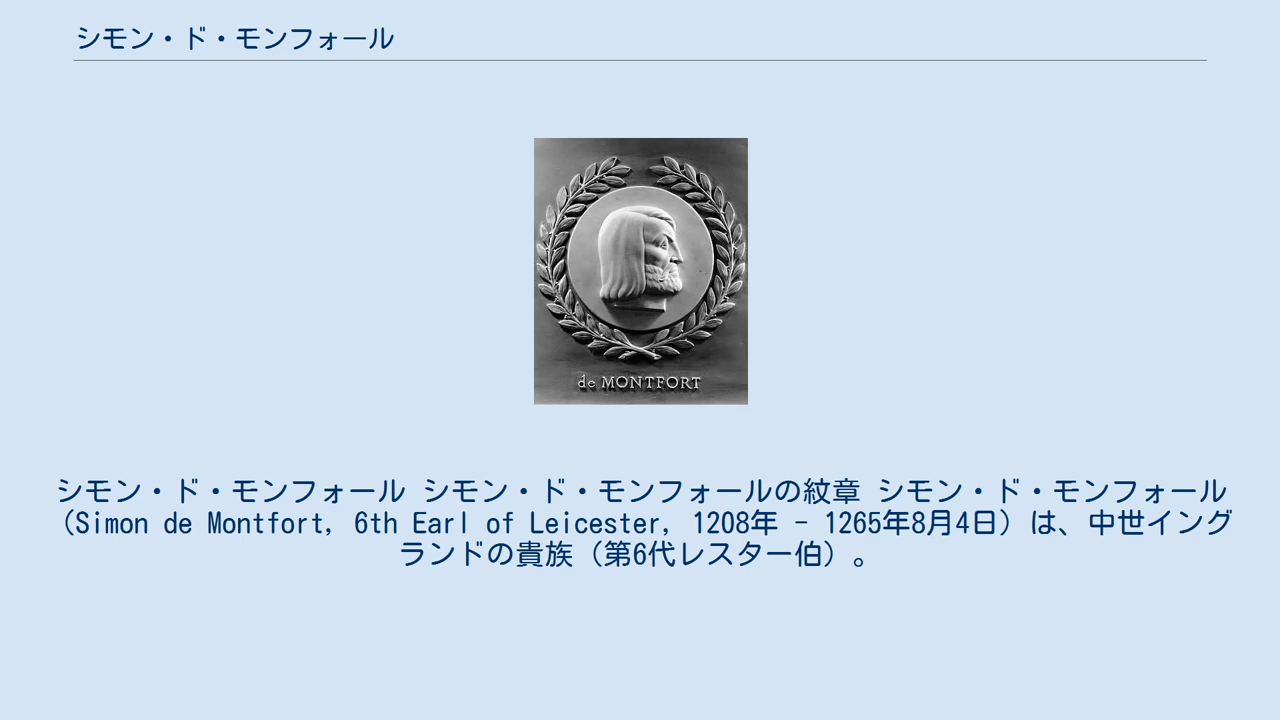 シモン・ド・モンフォール
de MONTFORT
シモン・ド・モンフォール シモン・ド・モンフォールの紋章 シモン・ド・モンフォール
（Simon de Montfort, 6th Earl of Leicester, 1208年 - 1265年8月4日）は、中世イング
ランドの貴族（第6代レスター伯）。